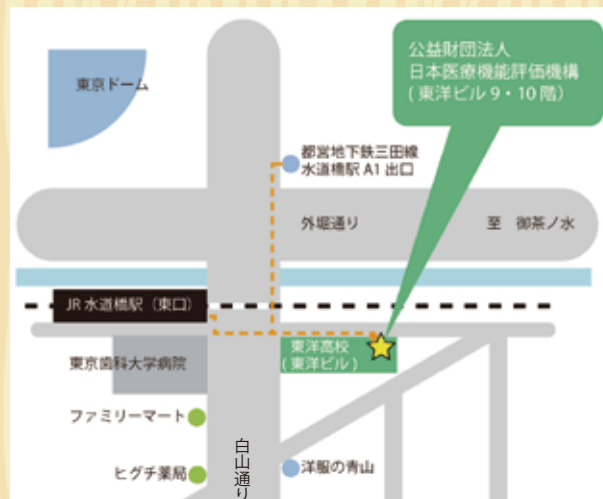 公益財団法人
日本医療機能評価機構
( 東洋ビル 9・10 階）
東京ドーム
都営地下鉄三田線
水道橋駅 A1 出口
外堀通り
至 御茶ノ水
JR 水道橋駅（東口）
東洋高校
( 東洋ビル )
東京歯科大学病院
ファミリーマート
白山通り
ヒグチ薬局
洋服の青山